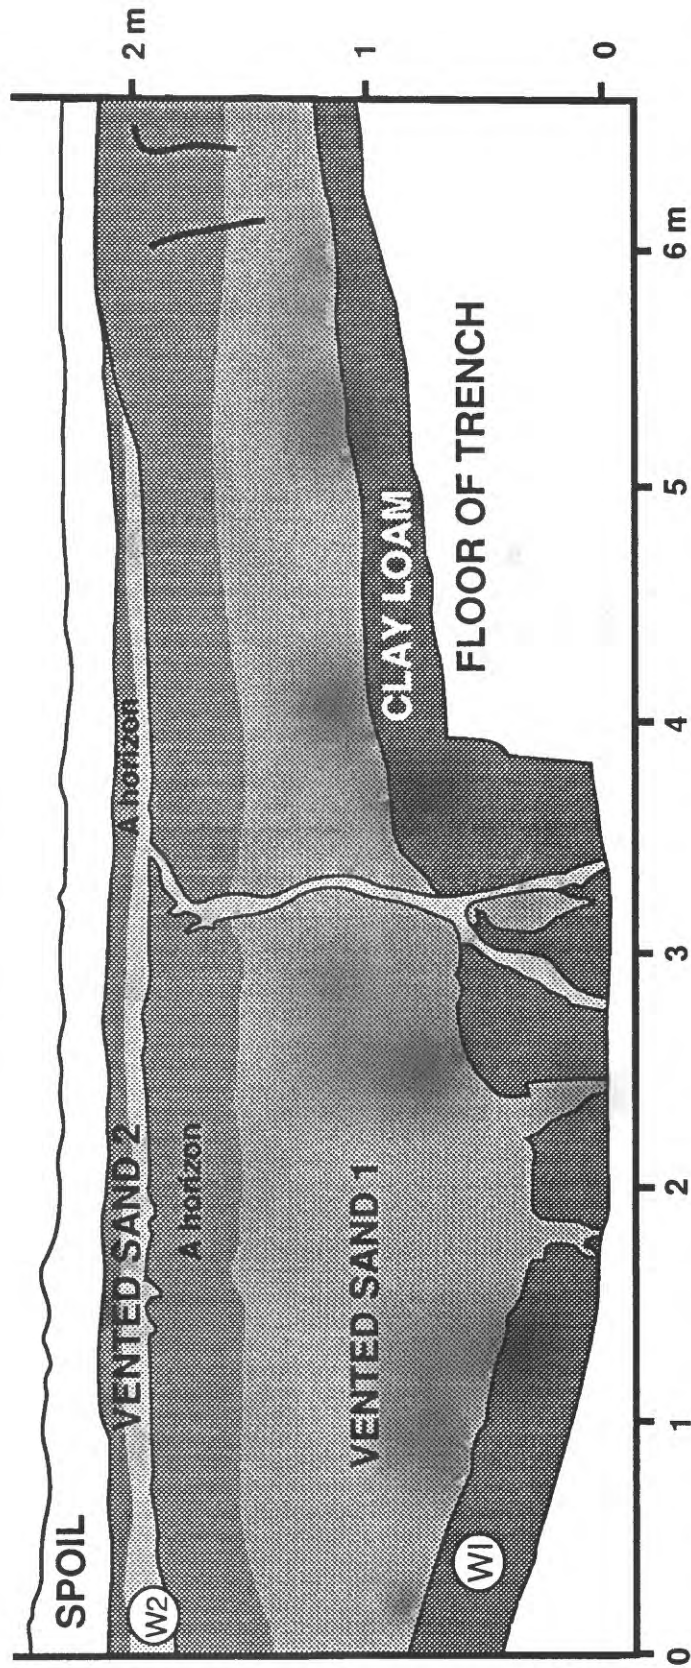 SPOIL
2 m
VENTED SAND 2
A horizon
W2
A horizon
VENTED SAND 1
1
CLAY LOAM
W1
FLOOR OF TRENCH
0
0 1 2 3 4 5 6 m